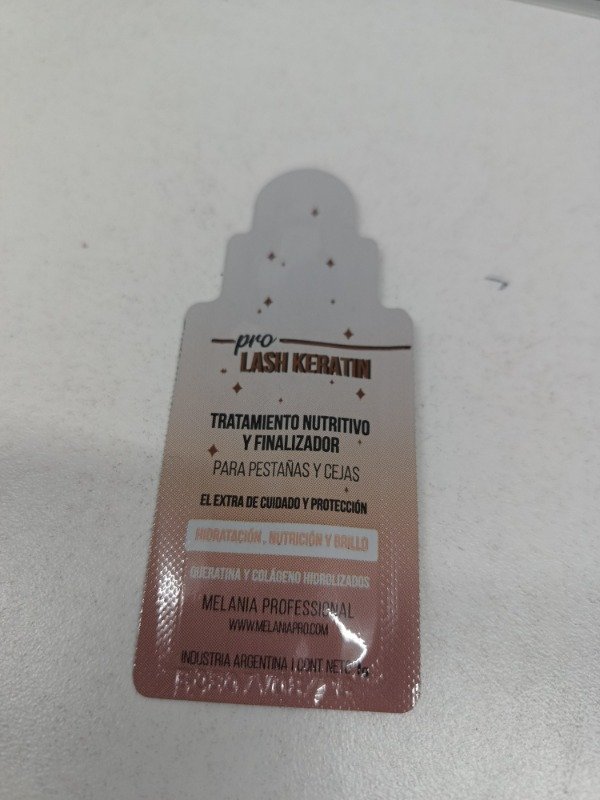 pro
LASH KERATIN
TRATAMIENTO NUTRITIVO
Y FINALIZADOR
PARA PESTAÑAS Y CEJAS
EL EXTRA DE CUIDADO Y PROTECCIÓN
HIDRATACIÓN, NUTRICIÓN Y BRILLO
QUERATINA Y COLÁGENO HIDROLIZADOS
MELANIA PROFESSIONAL
WWW.MELANIAPRO.COM
INDUSTRIA ARGENTINA | CONT. NETO